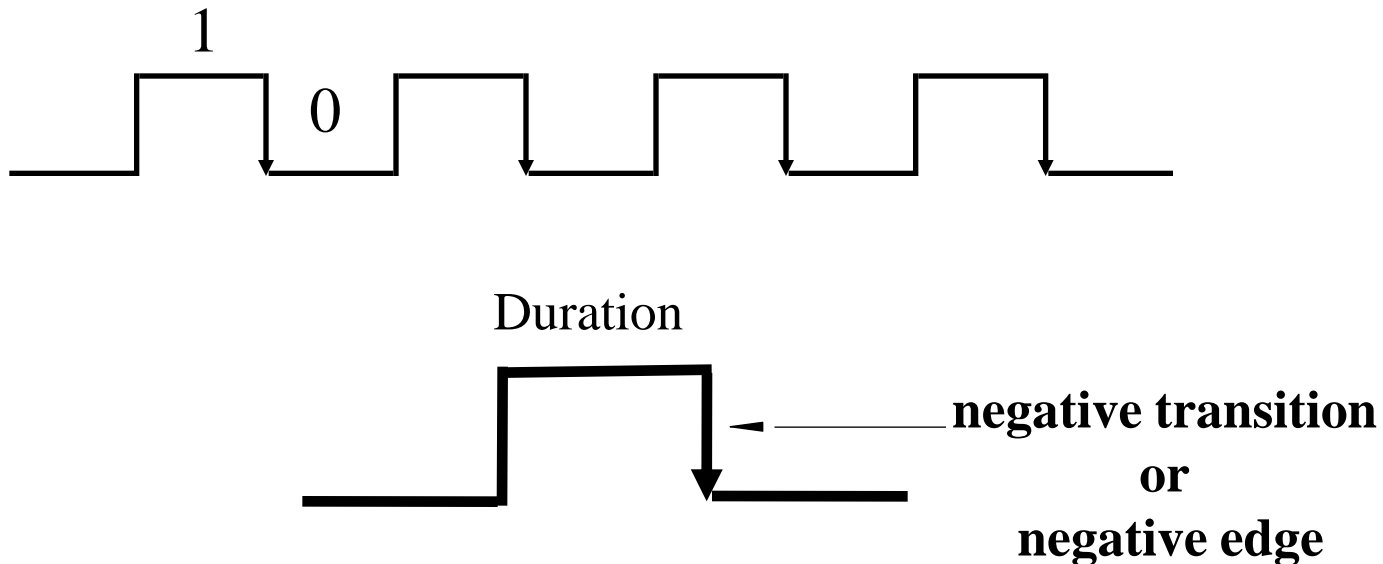 1
0
Duration
negative transition
or
negative edge